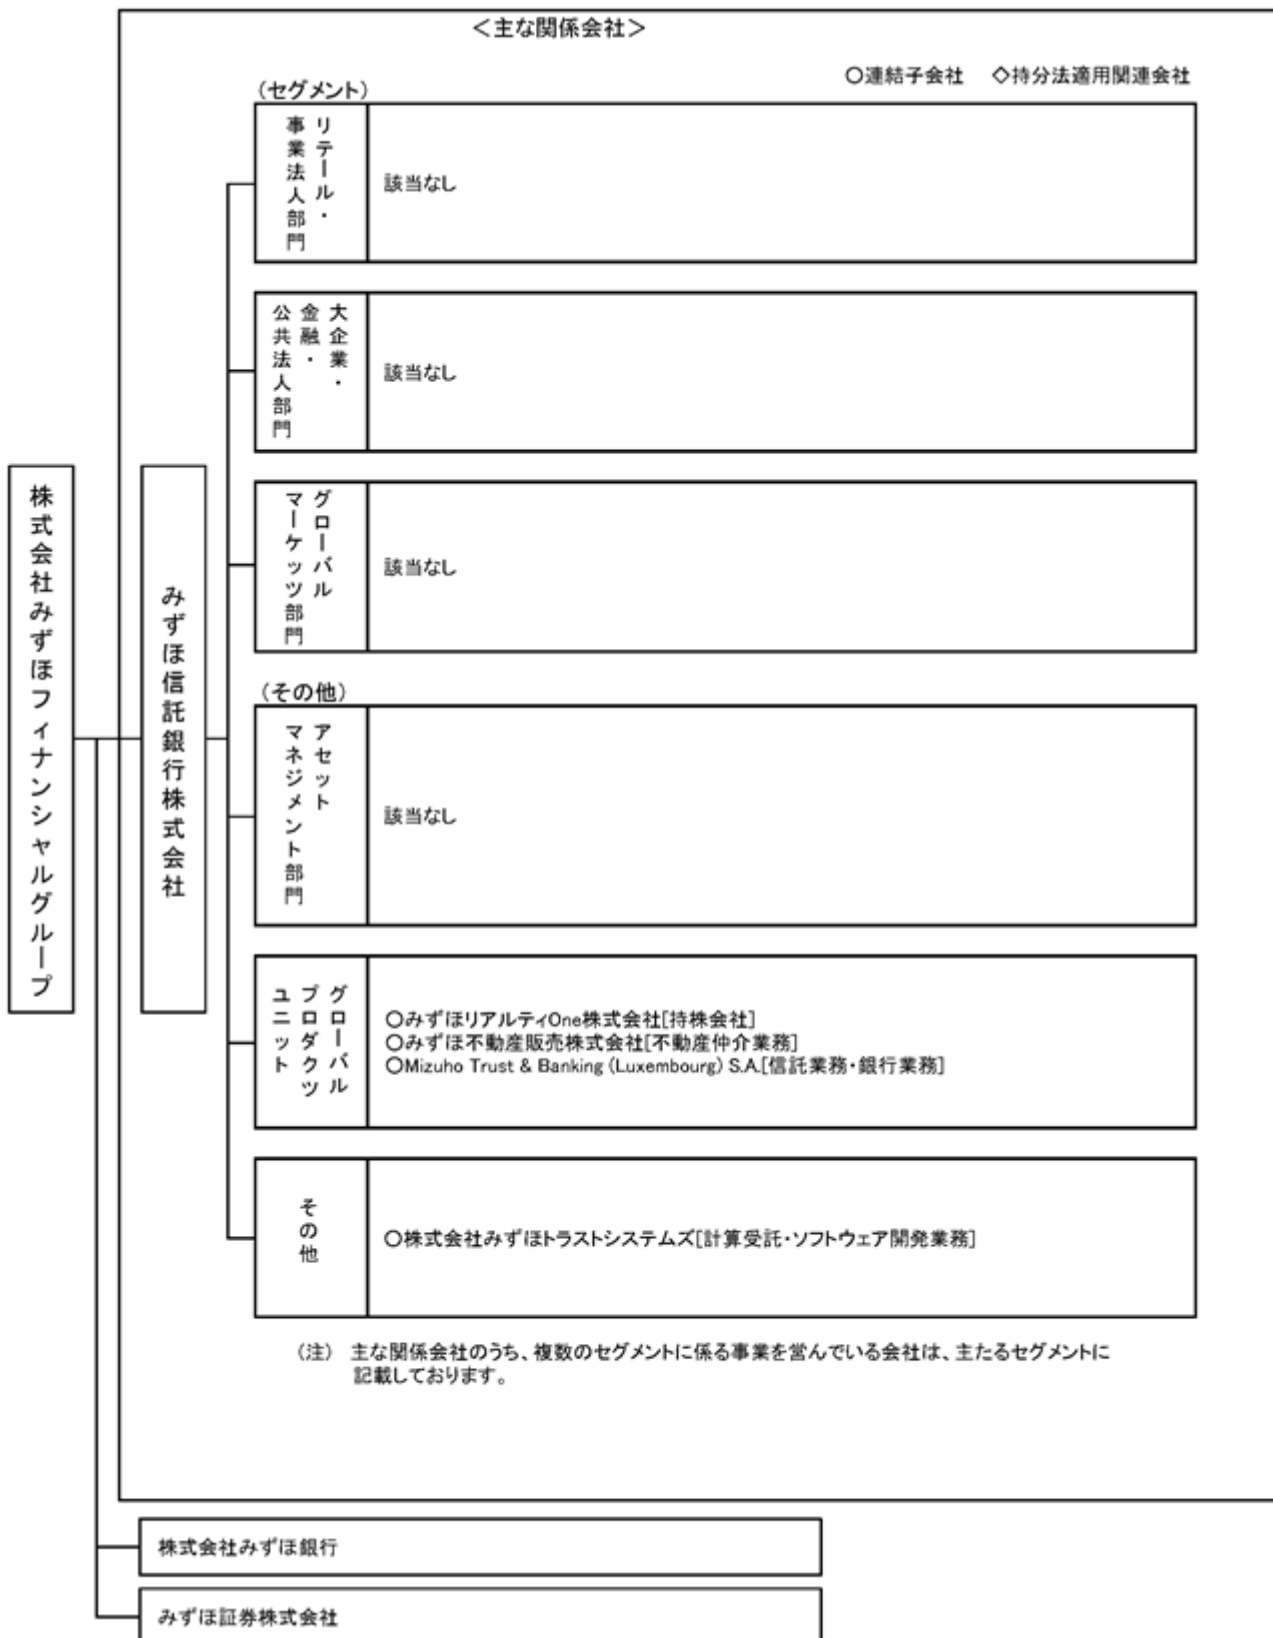 ＜主な関係会社＞
○連結子会社　◇持分法適用関連会社
（セグメント）
リテール・
事業法人部門
該当なし
大企業・
金融・
公共法人部門
該当なし
グローバル
マーケッツ部門
該当なし
（その他）
アセット
マネジメント部門
該当なし
グローバル
プロダクツ
ユニット
○みずほリアルティOne株式会社[持株会社]
○みずほ不動産販売株式会社[不動産仲介業務]
○Mizuho Trust & Banking (Luxembourg) S.A.[信託業務・銀行業務]
その他
○株式会社みずほトラストシステムズ[計算受託・ソフトウェア開発業務]
株式会社みずほフィナンシャルグループ
みずほ信託銀行株式会社
（注）　主な関係会社のうち、複数のセグメントに係る事業を営んでいる会社は、主たるセグメントに
記載しております。
株式会社みずほ銀行
みずほ証券株式会社